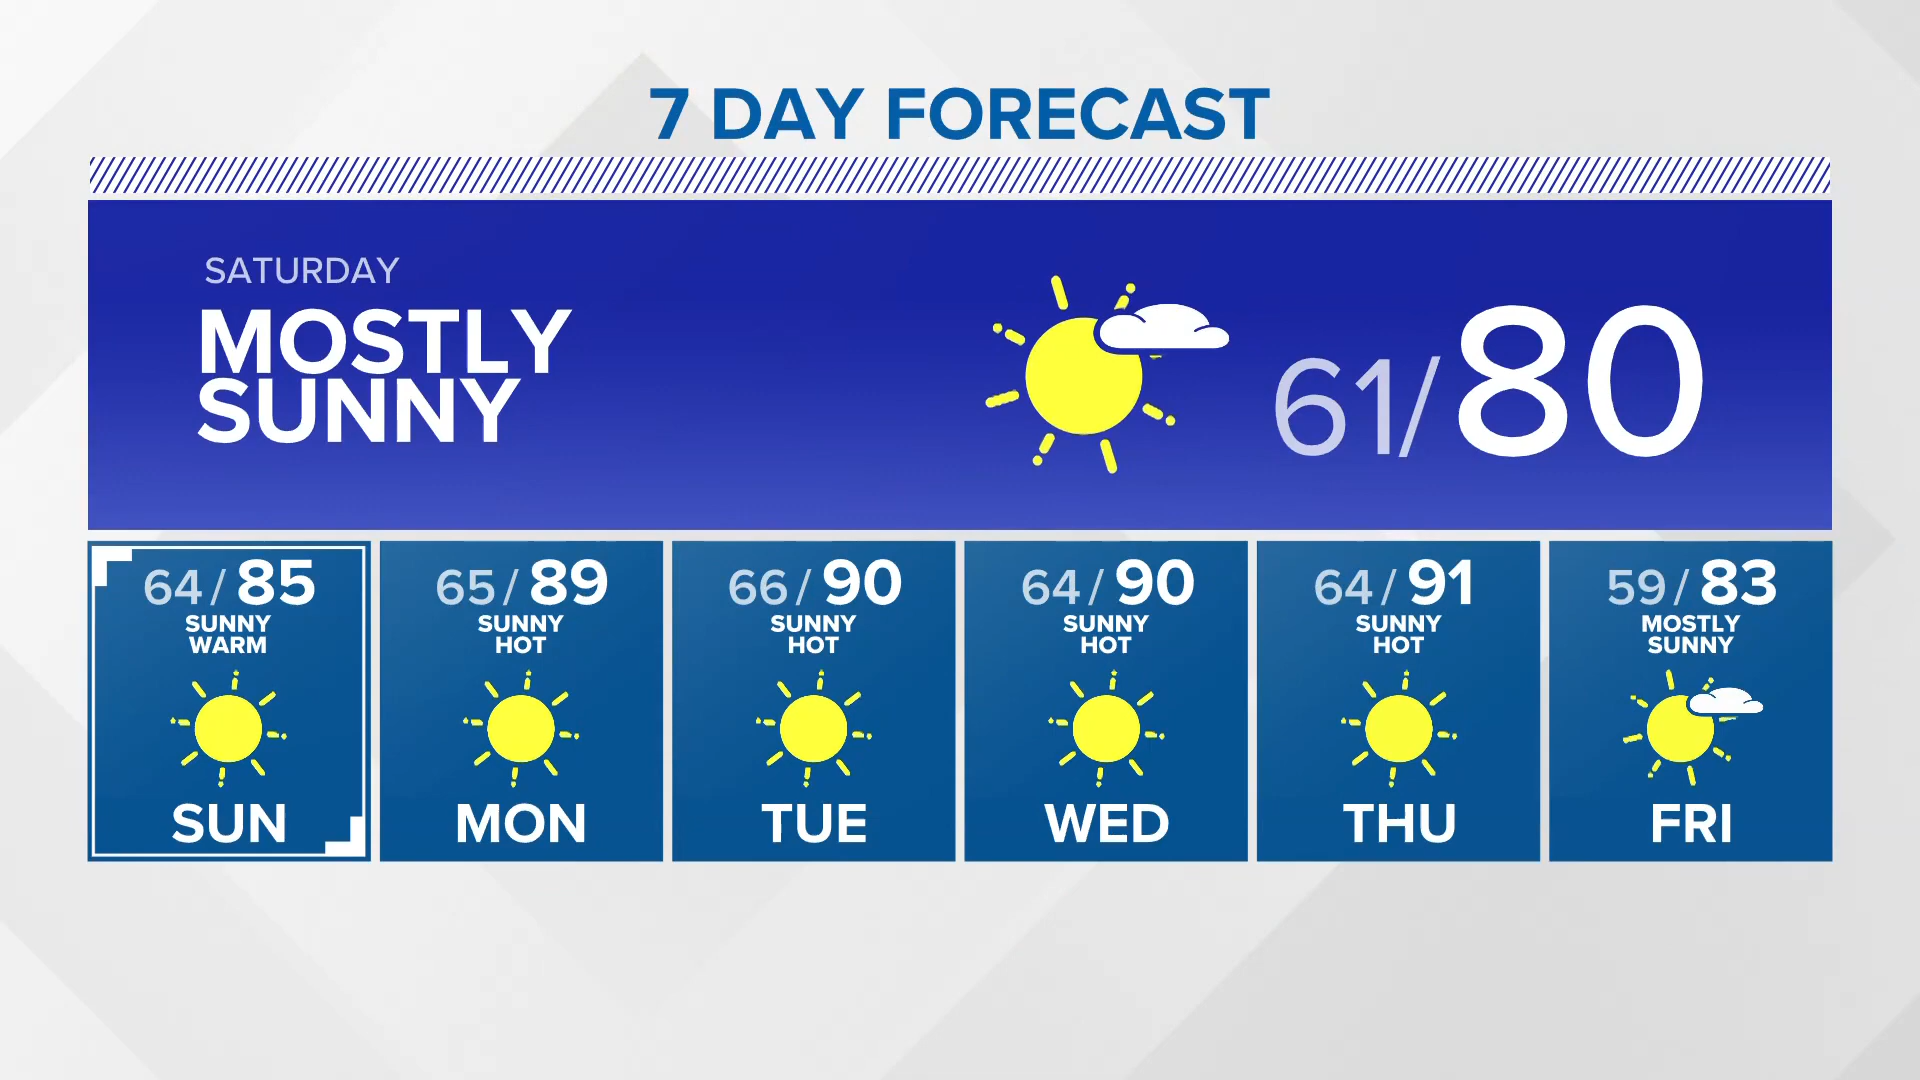 7 DAY FORECAST
SATURDAY
MOSTLY
SUNNY
61/80
64/85
SUNNY
WARM
SUN
65/89
SUNNY
HOT
MON
66/90
SUNNY
HOT
TUE
64/90
SUNNY
HOT
WED
64/91
SUNNY
HOT
THU
59/83
MOSTLY
SUNNY
FRI